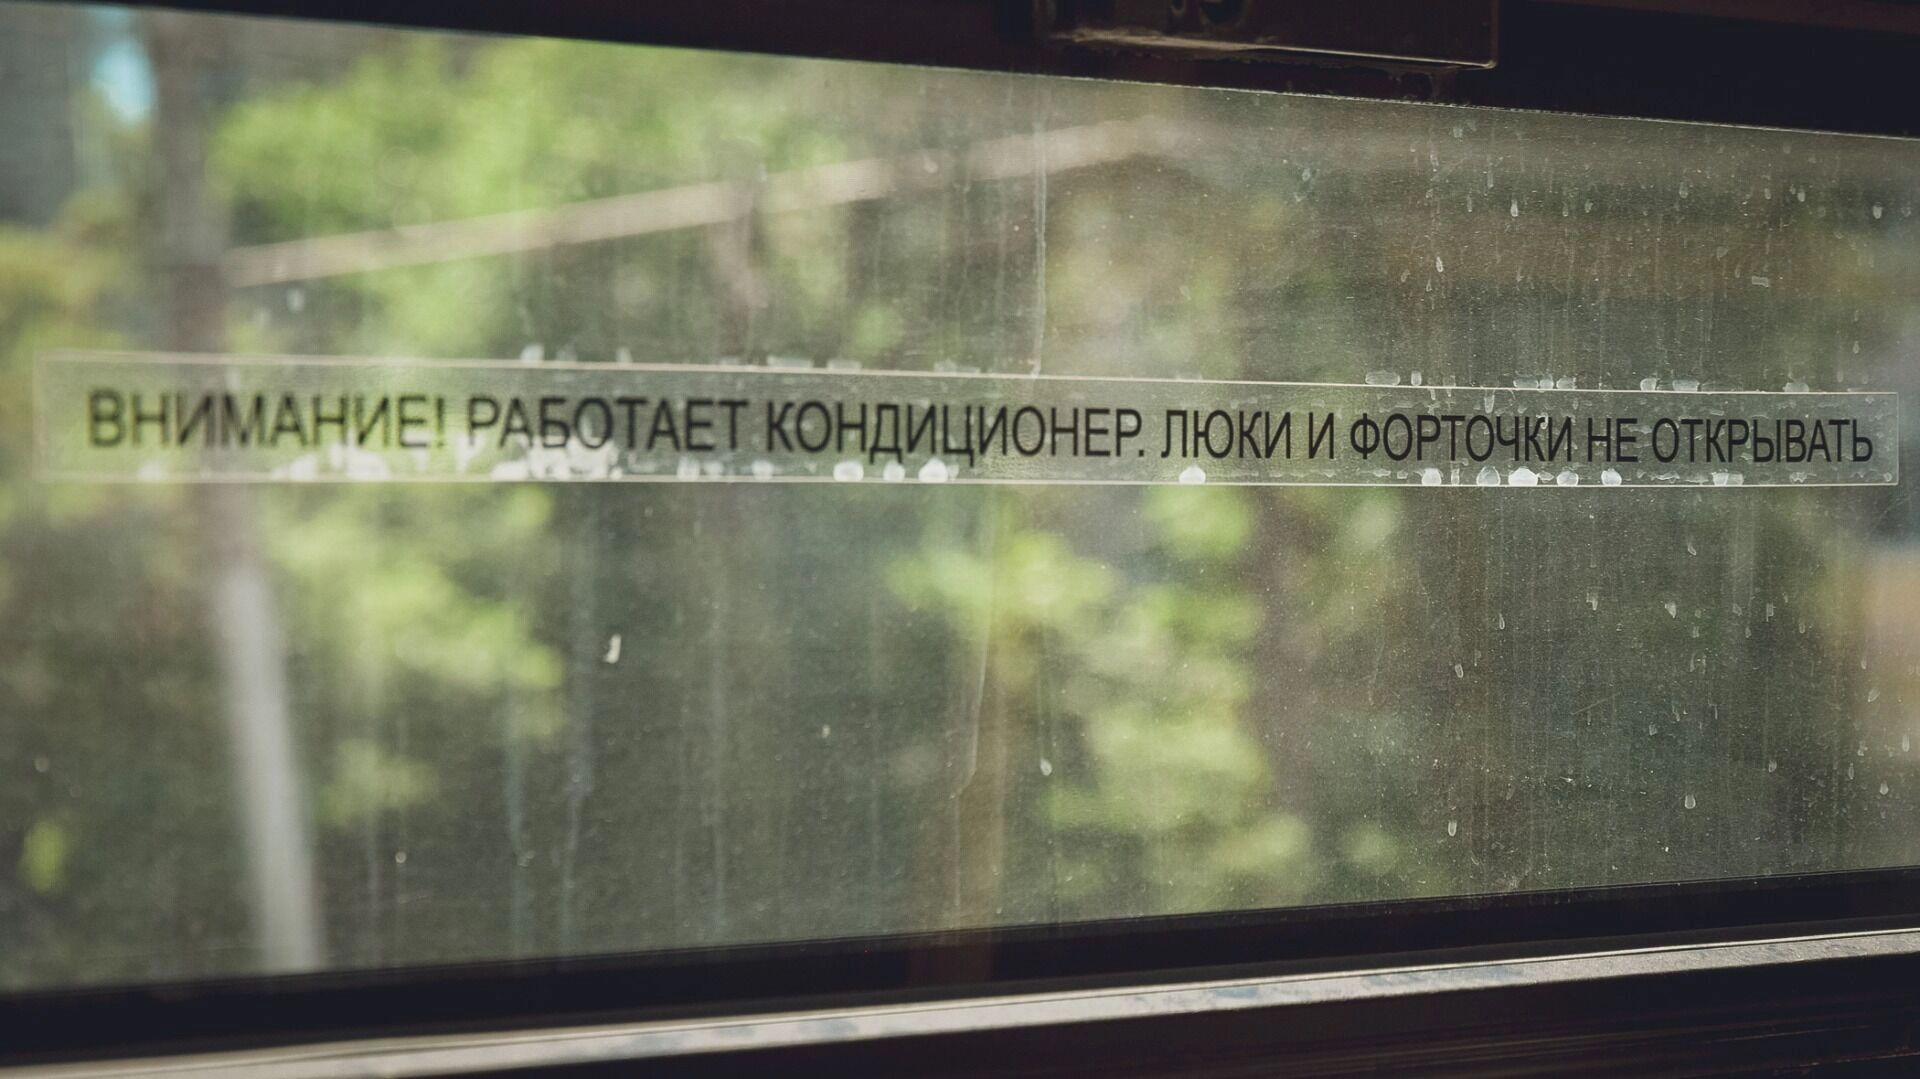 ВНИМАНИЕ! РАБОТАЕТ КОНДИЦИОНЕР. ЛЮКИ И ФОРТОЧКИ НЕ ОТКРЫВАТЬ